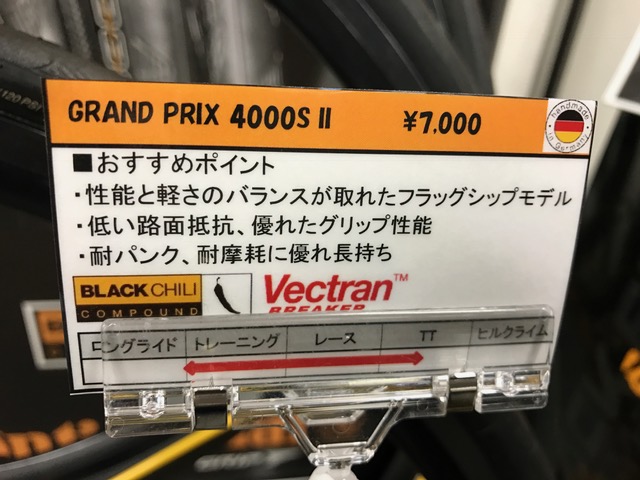 120 PSI
GRAND PRIX 4000S II ¥7,000
handmade in Germany
■おすすめポイント
・性能と軽さのバランスが取れたフラッグシップモデル
・低い路面抵抗、優れたグリップ性能
・耐パンク、耐摩耗に優れ長持ち
BLACK CHILI
COMPOUND
Vectran™
BREAKER
ロングライド トレーニング レース TT ヒルクライム